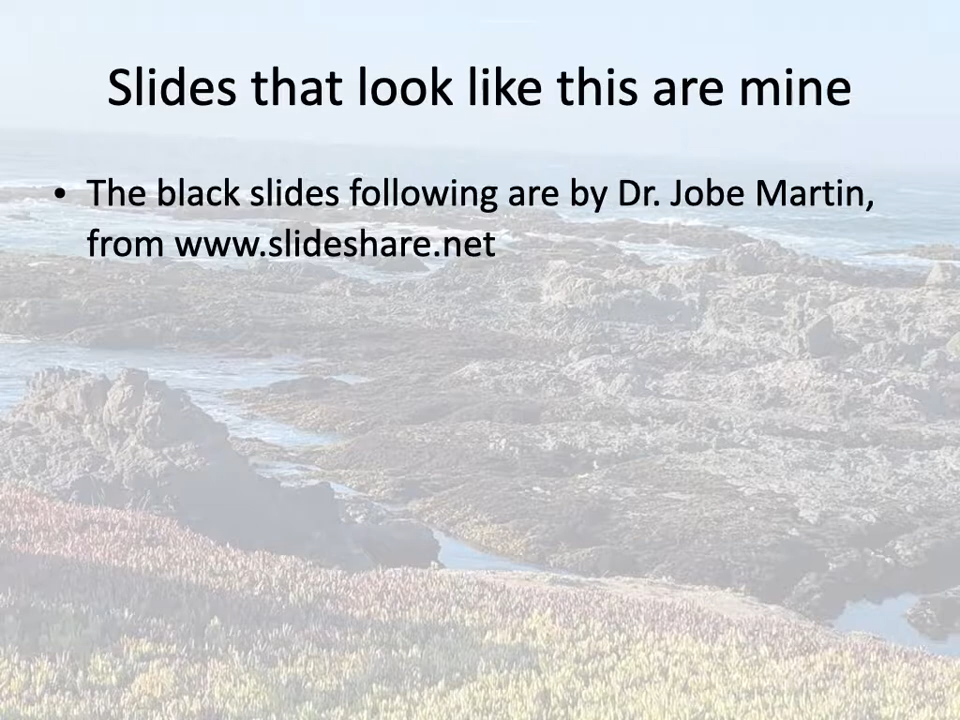 Slides that look like this are mine
• The black slides following are by Dr. Jobe Martin,
from www.slideshare.net